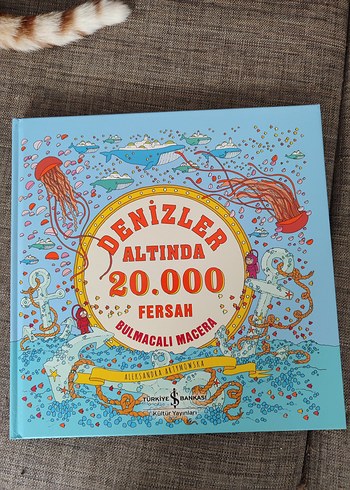 DENİZLER
ALTINDA
20.000
FERSAH
BULMACALI MACERA
ALEKSANDRA ARTYMOWSKA
TÜRKİYE İŞ BANKASI
Kültür Yayınları